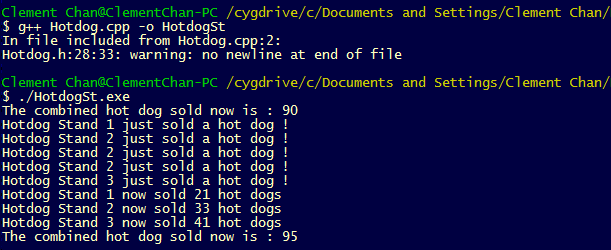 Clement Chan@ClementChan-PC /cygdrive/c/Documents and Settings/Clement Chan/
$ g++ Hotdog.cpp -o HotdogSt
In file included from Hotdog.cpp:2:
Hotdog.h:28:33: warning: no newline at end of file
Clement Chan@ClementChan-PC /cygdrive/c/Documents and Settings/Clement Chan/
$ ./HotdogSt.exe
The combined hot dog sold now is : 90
Hotdog Stand 1 just sold a hot dog !
Hotdog Stand 2 just sold a hot dog !
Hotdog Stand 2 just sold a hot dog !
Hotdog Stand 2 just sold a hot dog !
Hotdog Stand 3 just sold a hot dog !
Hotdog Stand 1 now sold 21 hot dogs
Hotdog Stand 2 now sold 33 hot dogs
Hotdog Stand 3 now sold 41 hot dogs
The combined hot dog sold now is : 95